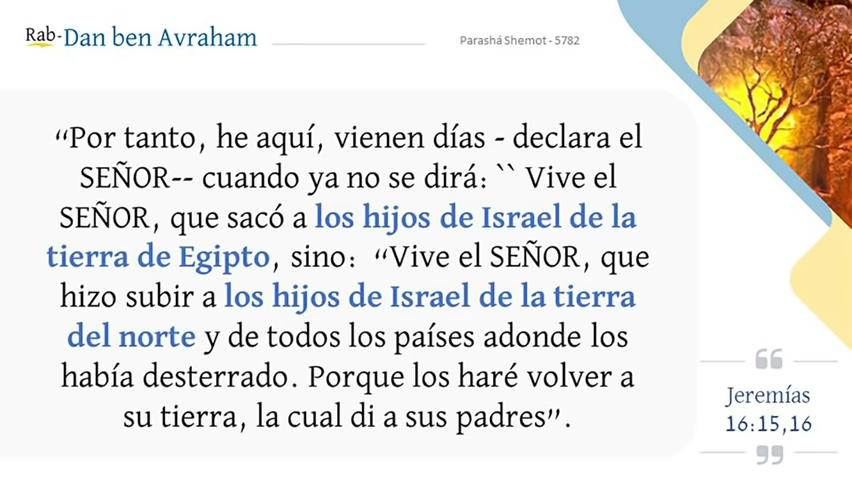 Rab-Dan ben Avraham
Parashá Shemot - 5782
“Por tanto, he aquí, vienen días - declara el
SEÑOR-- cuando ya no se dirá: `` Vive el
SEÑOR, que sacó a los hijos de Israel de la
tierra de Egipto, sino: “Vive el SEÑOR, que
hizo subir a los hijos de Israel de la tierra
del norte y de todos los países adonde los
había desterrado. Porque los haré volver a
su tierra, la cual di a sus padres”.
“
Jeremías
16:15,16
”